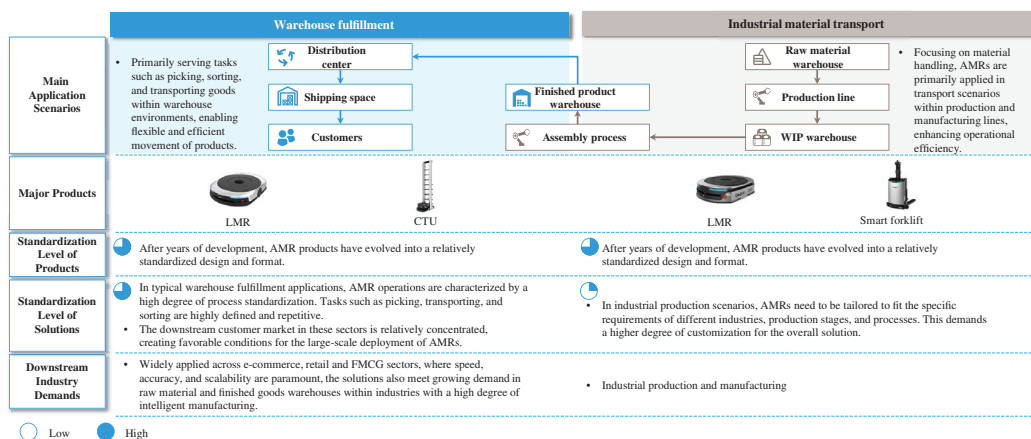 Warehouse fulfillment
Industrial material transport
Main
Application
Scenarios
• Primarily serving tasks
such as picking, sorting,
and transporting goods
within warehouse
environments, enabling
flexible and efficient
movement of products.
Distribution
center
Shipping space
Customers
Finished product
warehouse
Assembly process
Raw material
warehouse
Production line
WIP warehouse
• Focusing on material
handling, AMRs are
primarily applied in
transport scenarios
within production and
manufacturing lines,
enhancing operational
efficiency.
Major Products
LMR
CTU
LMR
Smart forklift
Standardization
Level of
Products
After years of development, AMR products have evolved into a relatively
standardized design and format.
After years of development, AMR products have evolved into a relatively
standardized design and format.
Standardization
Level
of Solutions
• In typical warehouse fulfillment applications, AMR operations are characterized by a
high degree of process standardization. Tasks such as picking, transporting, and
sorting are highly defined and repetitive.
• The downstream customer market in these sectors is relatively concentrated,
creating favorable conditions for the large-scale deployment of AMRs.
• In industrial production scenarios, AMRs need to be tailored to fit the specific
requirements of different industries, production stages, and processes. This demands
a higher degree of customization for the overall solution.
Downstream
Industry
Demands
• Widely applied across e-commerce, retail and FMCG sectors, where speed,
accuracy, and scalability are paramount, the solutions also meet growing demand in
raw material and finished goods warehouses within industries with a high degree of
intelligent manufacturing.
• Industrial production and manufacturing
Low
High